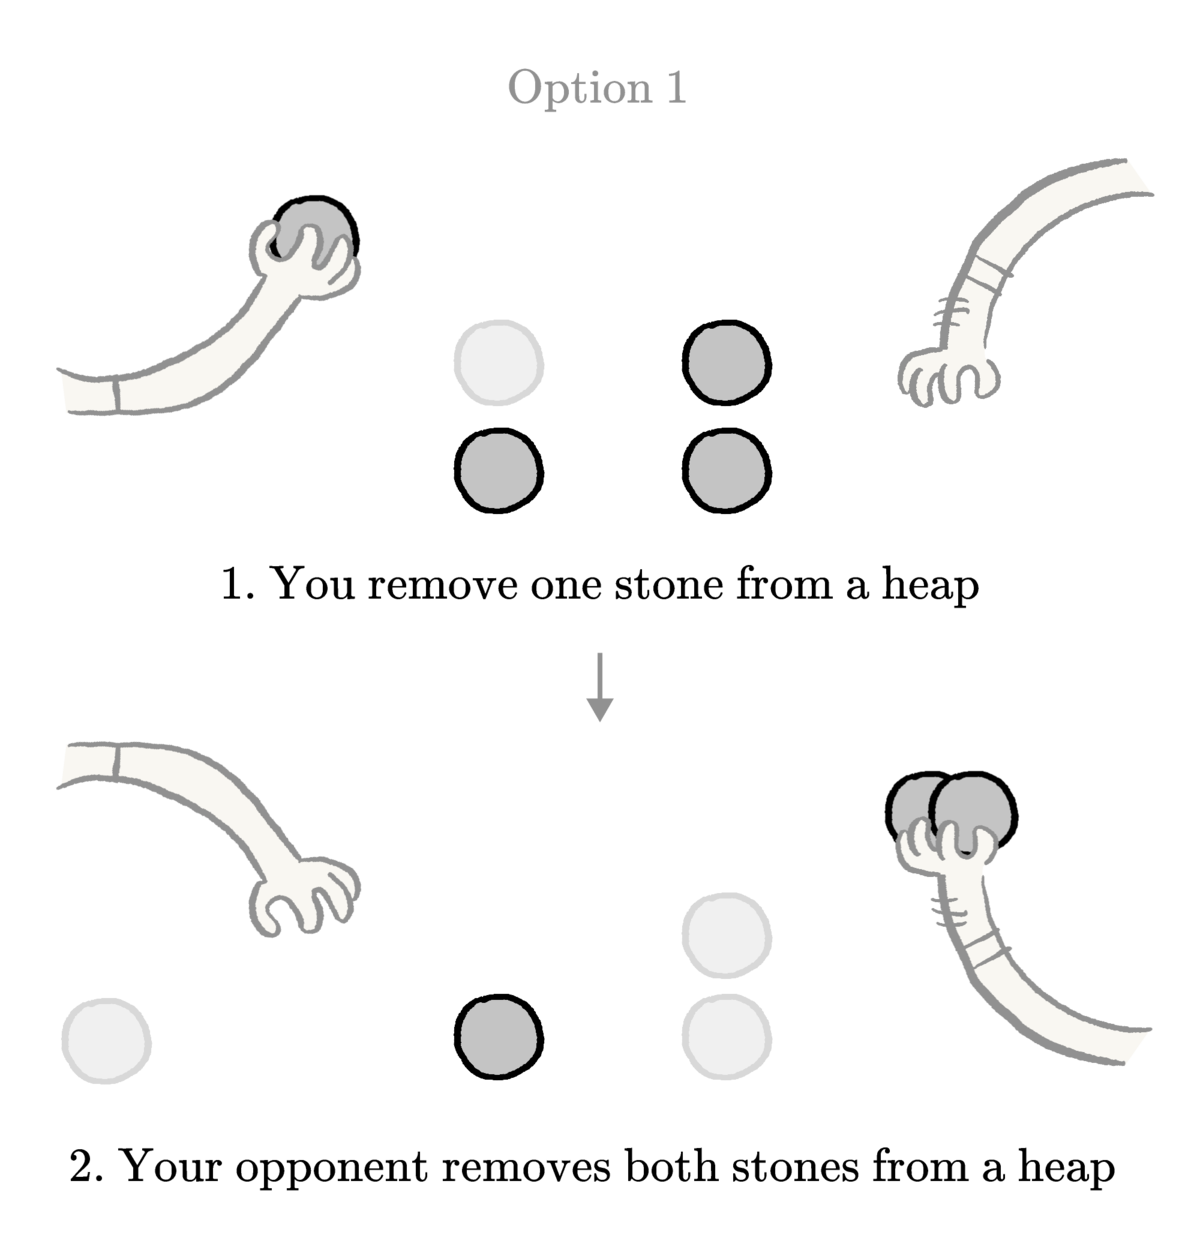 Option 1
1. You remove one stone from a heap
2. Your opponent removes both stones from a heap